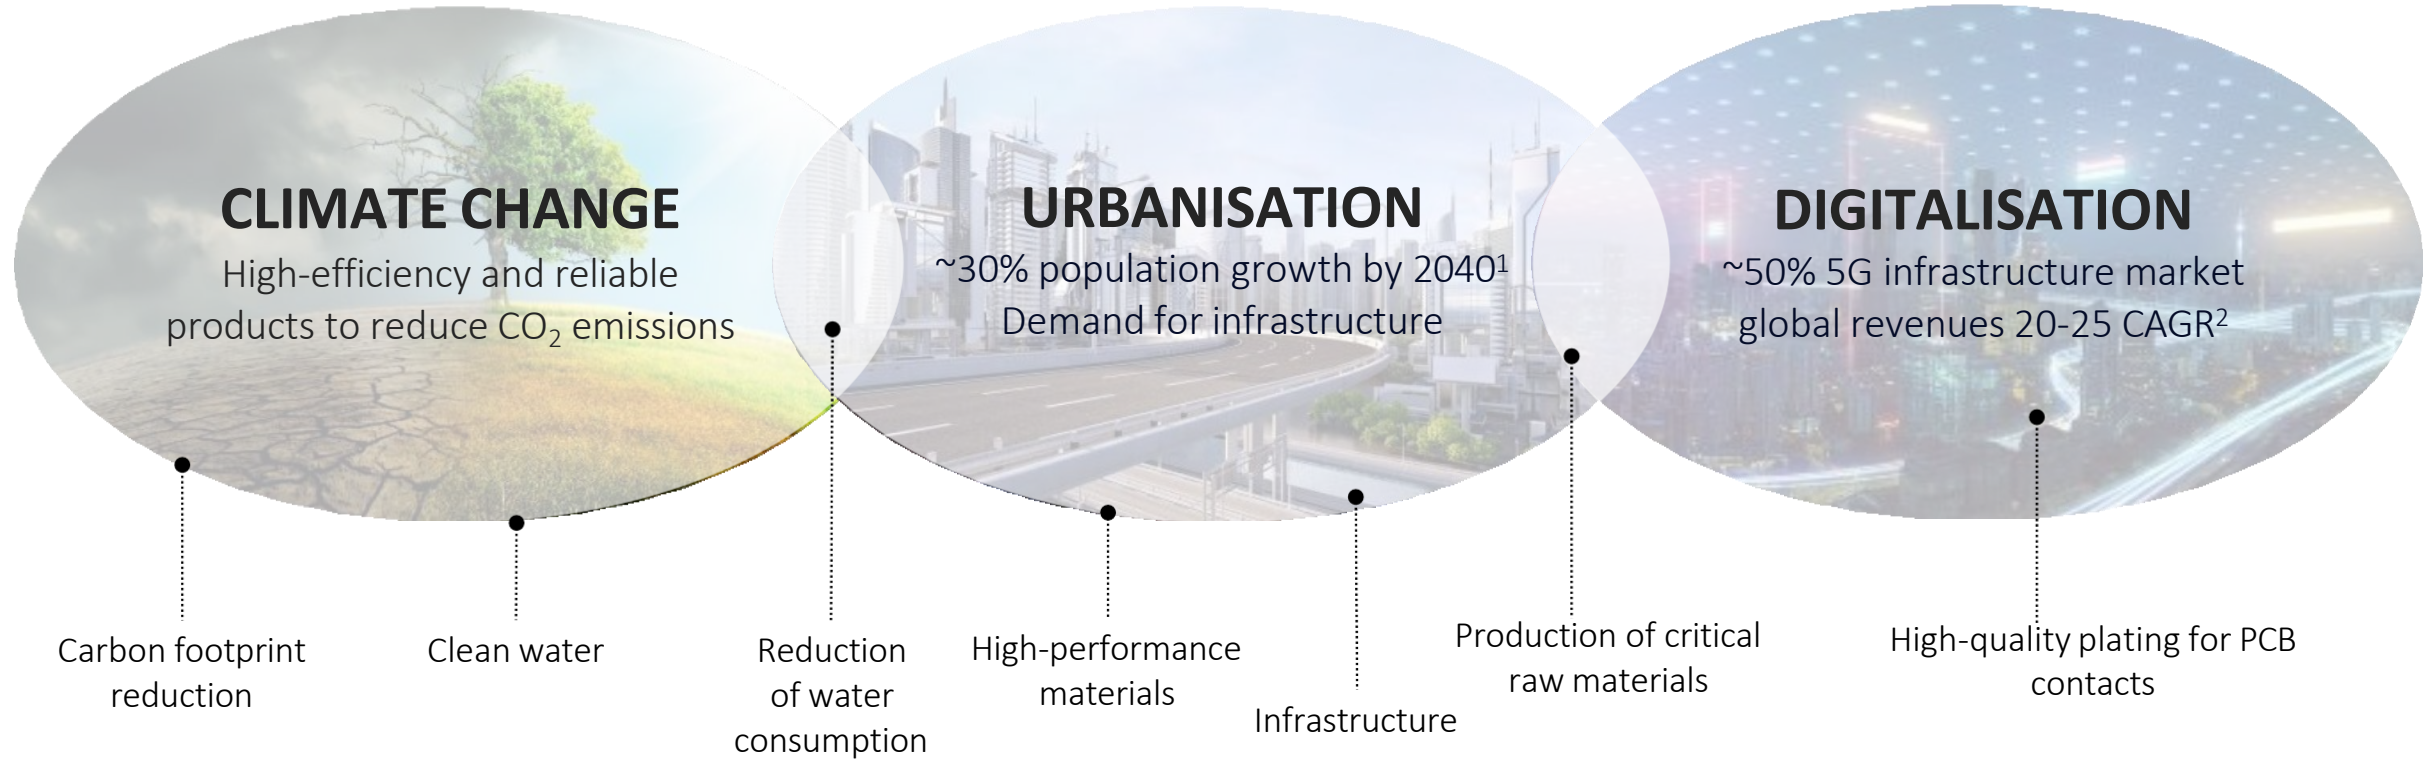 CLIMATE CHANGE
High-efficiency and reliable
products to reduce CO₂ emissions
URBANISATION
~30% population growth by 2040¹
Demand for infrastructure
DIGITALISATION
~50% 5G infrastructure market
global revenues 20-25 CAGR²
Carbon footprint
reduction
Clean water
Reduction
of water
consumption
High-performance
materials
Infrastructure
Production of critical
raw materials
High-quality plating for PCB
contacts